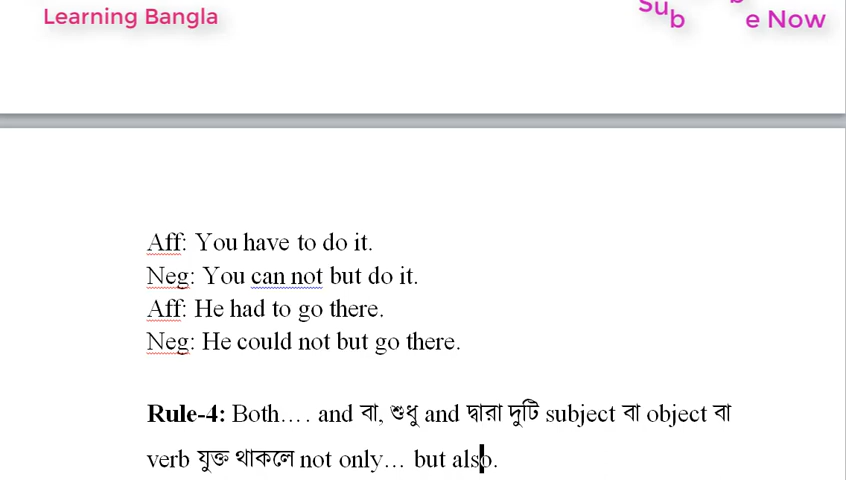 Learning Bangla
Sub
e Now
Aff: You have to do it.
Neg: You can not but do it.
Aff: He had to go there.
Neg: He could not but go there.
Rule-4: Both…. and বা, শুধু and দ্বারা দুটি subject বা object বা
verb যুক্ত থাকলে not only… but also.